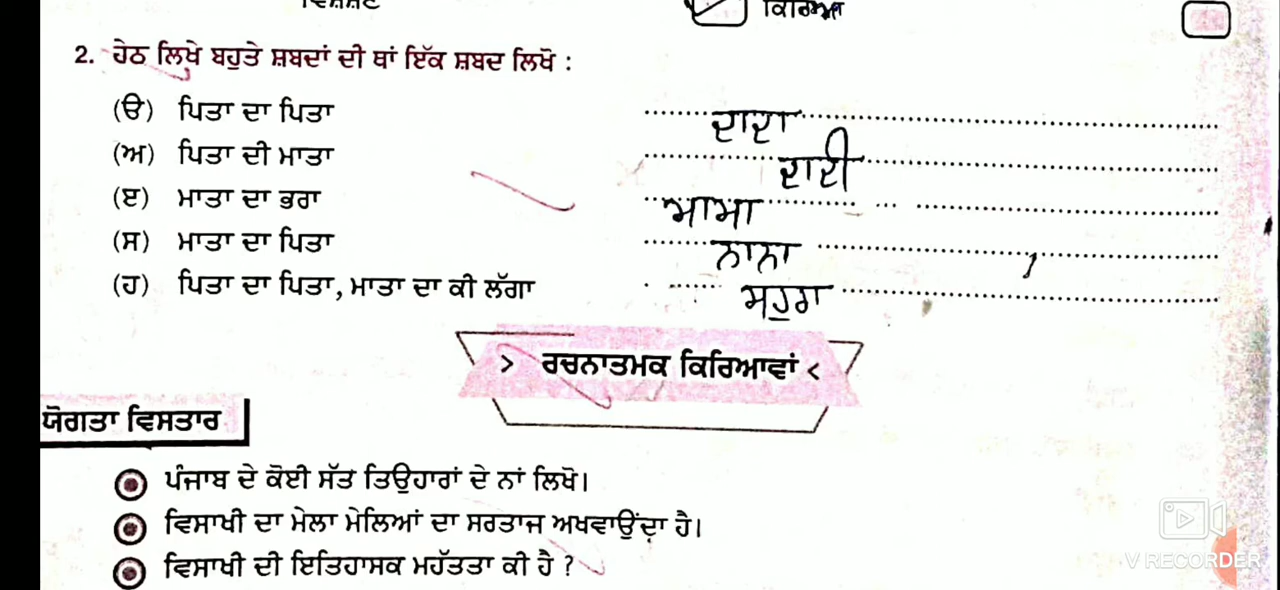 ਕਿਰਿਆ
2. ਹੇਠ ਲਿਖੇ ਬਹੁਤੇ ਸ਼ਬਦਾਂ ਦੀ ਥਾਂ ਇੱਕ ਸ਼ਬਦ ਲਿਖੋ :
(ੳ) ਪਿਤਾ ਦਾ ਪਿਤਾ ਦਾਦਾ
(ਅ) ਪਿਤਾ ਦੀ ਮਾਤਾ ਦਾਦੀ
(ੲ) ਮਾਤਾ ਦਾ ਭਰਾ ਮਾਮਾ
(ਸ) ਮਾਤਾ ਦਾ ਪਿਤਾ ਨਾਨਾ
(ਹ) ਪਿਤਾ ਦਾ ਪਿਤਾ, ਮਾਤਾ ਦਾ ਕੀ ਲੱਗਾ ਸਹੁਰਾ
> ਰਚਨਾਤਮਕ ਕਿਰਿਆਵਾਂ <
ਯੋਗਤਾ ਵਿਸਤਾਰ
ਪੰਜਾਬ ਦੇ ਕੋਈ ਸੱਤ ਤਿਉਹਾਰਾਂ ਦੇ ਨਾਂ ਲਿਖੋ।
ਵਿਸਾਖੀ ਦਾ ਮੇਲਾ ਮੇਲਿਆਂ ਦਾ ਸਰਤਾਜ ਅਖਵਾਉਂਦਾ ਹੈ।
ਵਿਸਾਖੀ ਦੀ ਇਤਿਹਾਸਕ ਮਹੱਤਤਾ ਕੀ ਹੈ ?
V RECORDER